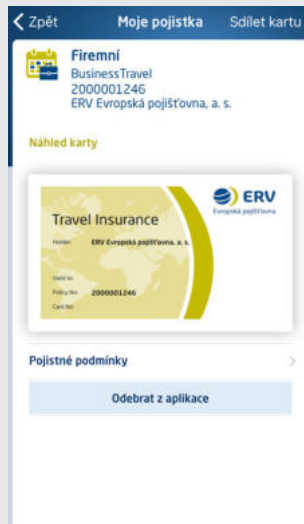 Zpět Moje pojistka Sdílet kartu
Firemní
BusinessTravel
2000001246
ERV Evropská pojišťovna, a. s.
Náhled karty
ERV
Evropská pojišťovna
Travel Insurance
Holder: ERV Evropská pojišťovna, a. s.
Valid to:
Policy No: 2000001246
Card No:
Pojistné podmínky
Odebrat z aplikace